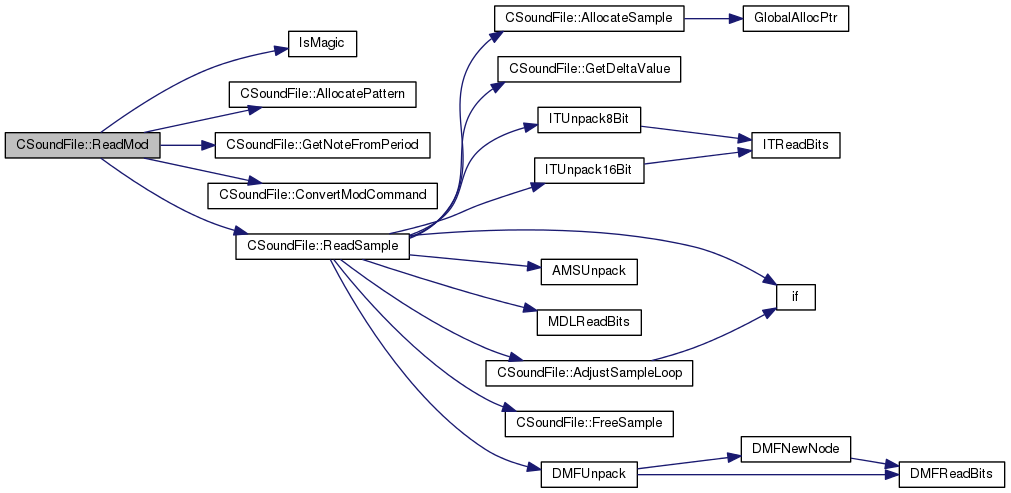 CSoundFile::ReadMod
IsMagic
CSoundFile::AllocatePattern
CSoundFile::GetNoteFromPeriod
CSoundFile::ConvertModCommand
CSoundFile::ReadSample
CSoundFile::AllocateSample
GlobalAllocPtr
CSoundFile::GetDeltaValue
ITUnpack8Bit
ITReadBits
ITUnpack16Bit
AMSUnpack
if
MDLReadBits
CSoundFile::AdjustSampleLoop
CSoundFile::FreeSample
DMFUnpack
DMFNewNode
DMFReadBits